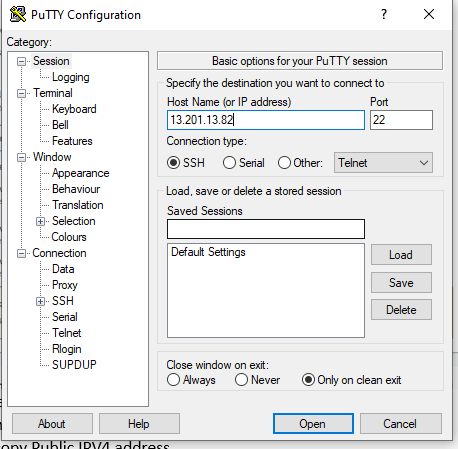 PuTTY Configuration
? ×
Category:
Session
Logging
Terminal
Keyboard
Bell
Features
Window
Appearance
Behaviour
Translation
Selection
Colours
Connection
Data
Proxy
SSH
Serial
Telnet
Rlogin
SUPDUP
Basic options for your PuTTY session
Specify the destination you want to connect to
Host Name (or IP address) Port
13.201.13.82 22
Connection type:
SSH Serial Other: Telnet
Load, save or delete a stored session
Saved Sessions
Default Settings
Load
Save
Delete
Close window on exit:
Always Never Only on clean exit
About Help Open Cancel
opy Public IPV4 address